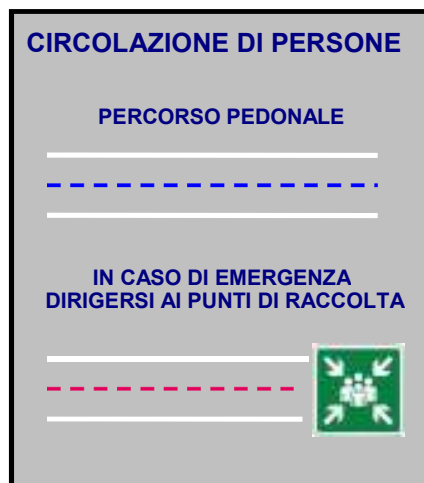 CIRCOLAZIONE DI PERSONE
PERCORSO PEDONALE
IN CASO DI EMERGENZA
DIRIGERSI AI PUNTI DI RACCOLTA